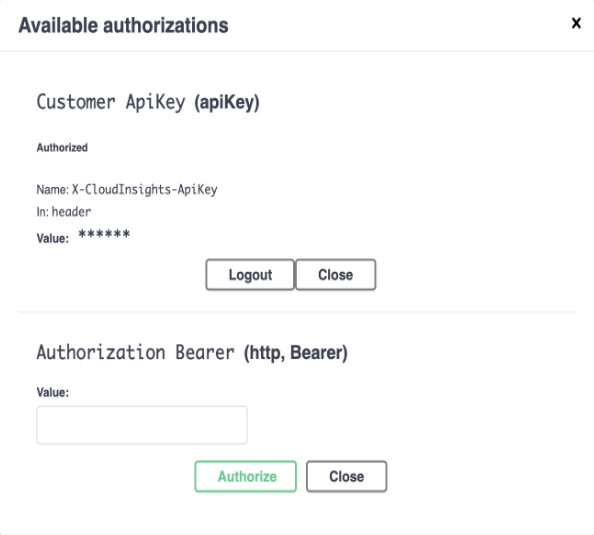 Available authorizations x
Customer ApiKey (apiKey)
Authorized
Name: X-CloudInsights-ApiKey
In: header
Value: ******
Logout Close
Authorization Bearer (http, Bearer)
Value:
Authorize Close